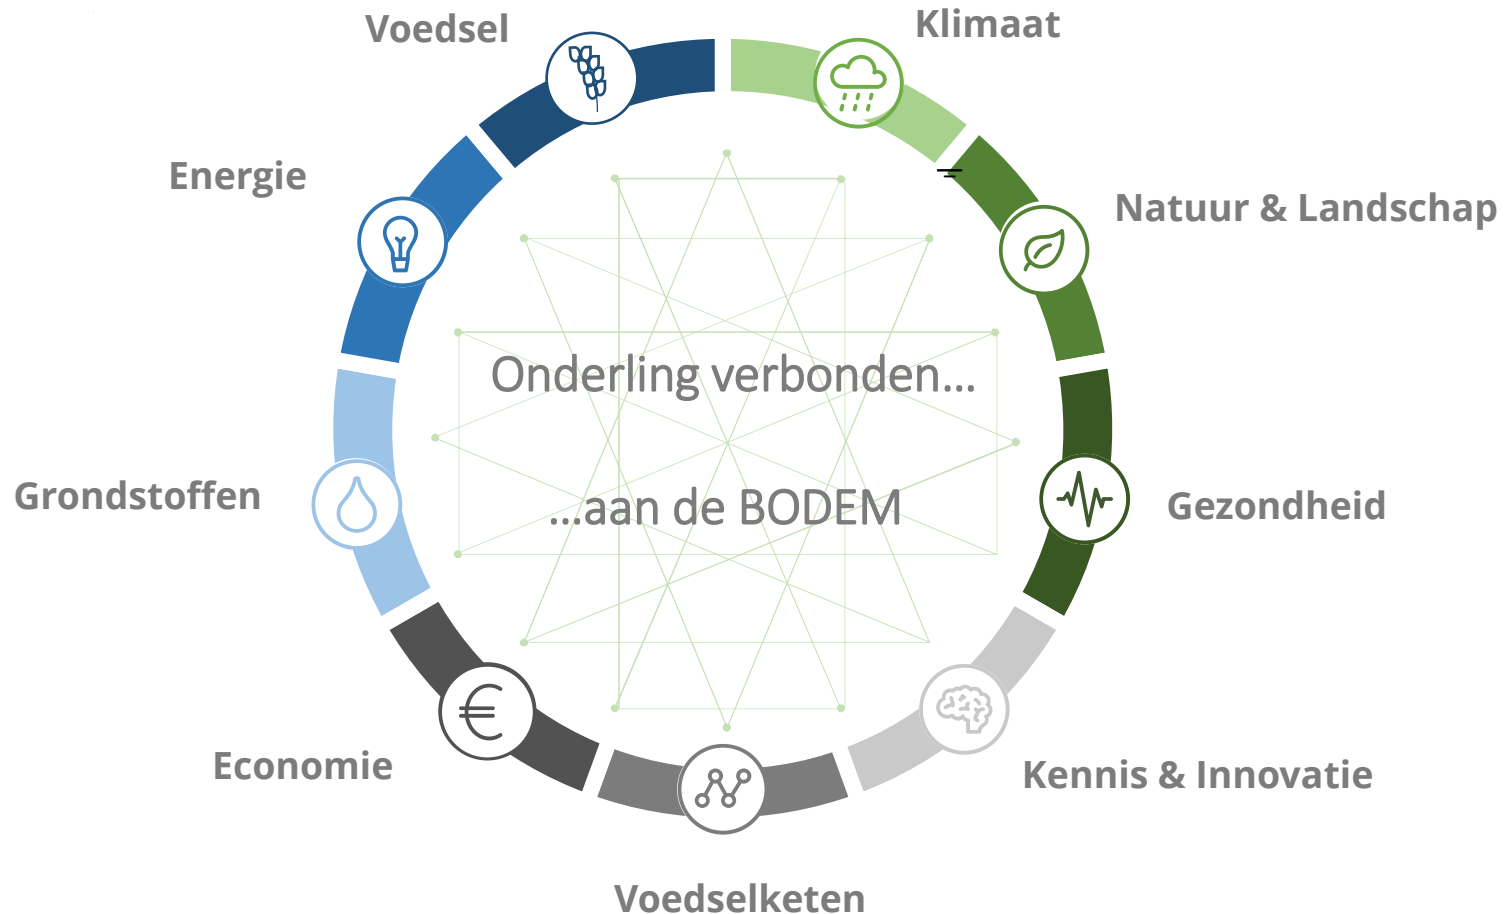 Voedsel
Klimaat
Energie
Natuur & Landschap
Onderling verbonden...
Grondstoffen
...aan de BODEM
Gezondheid
Economie
Kennis & Innovatie
Voedselketen